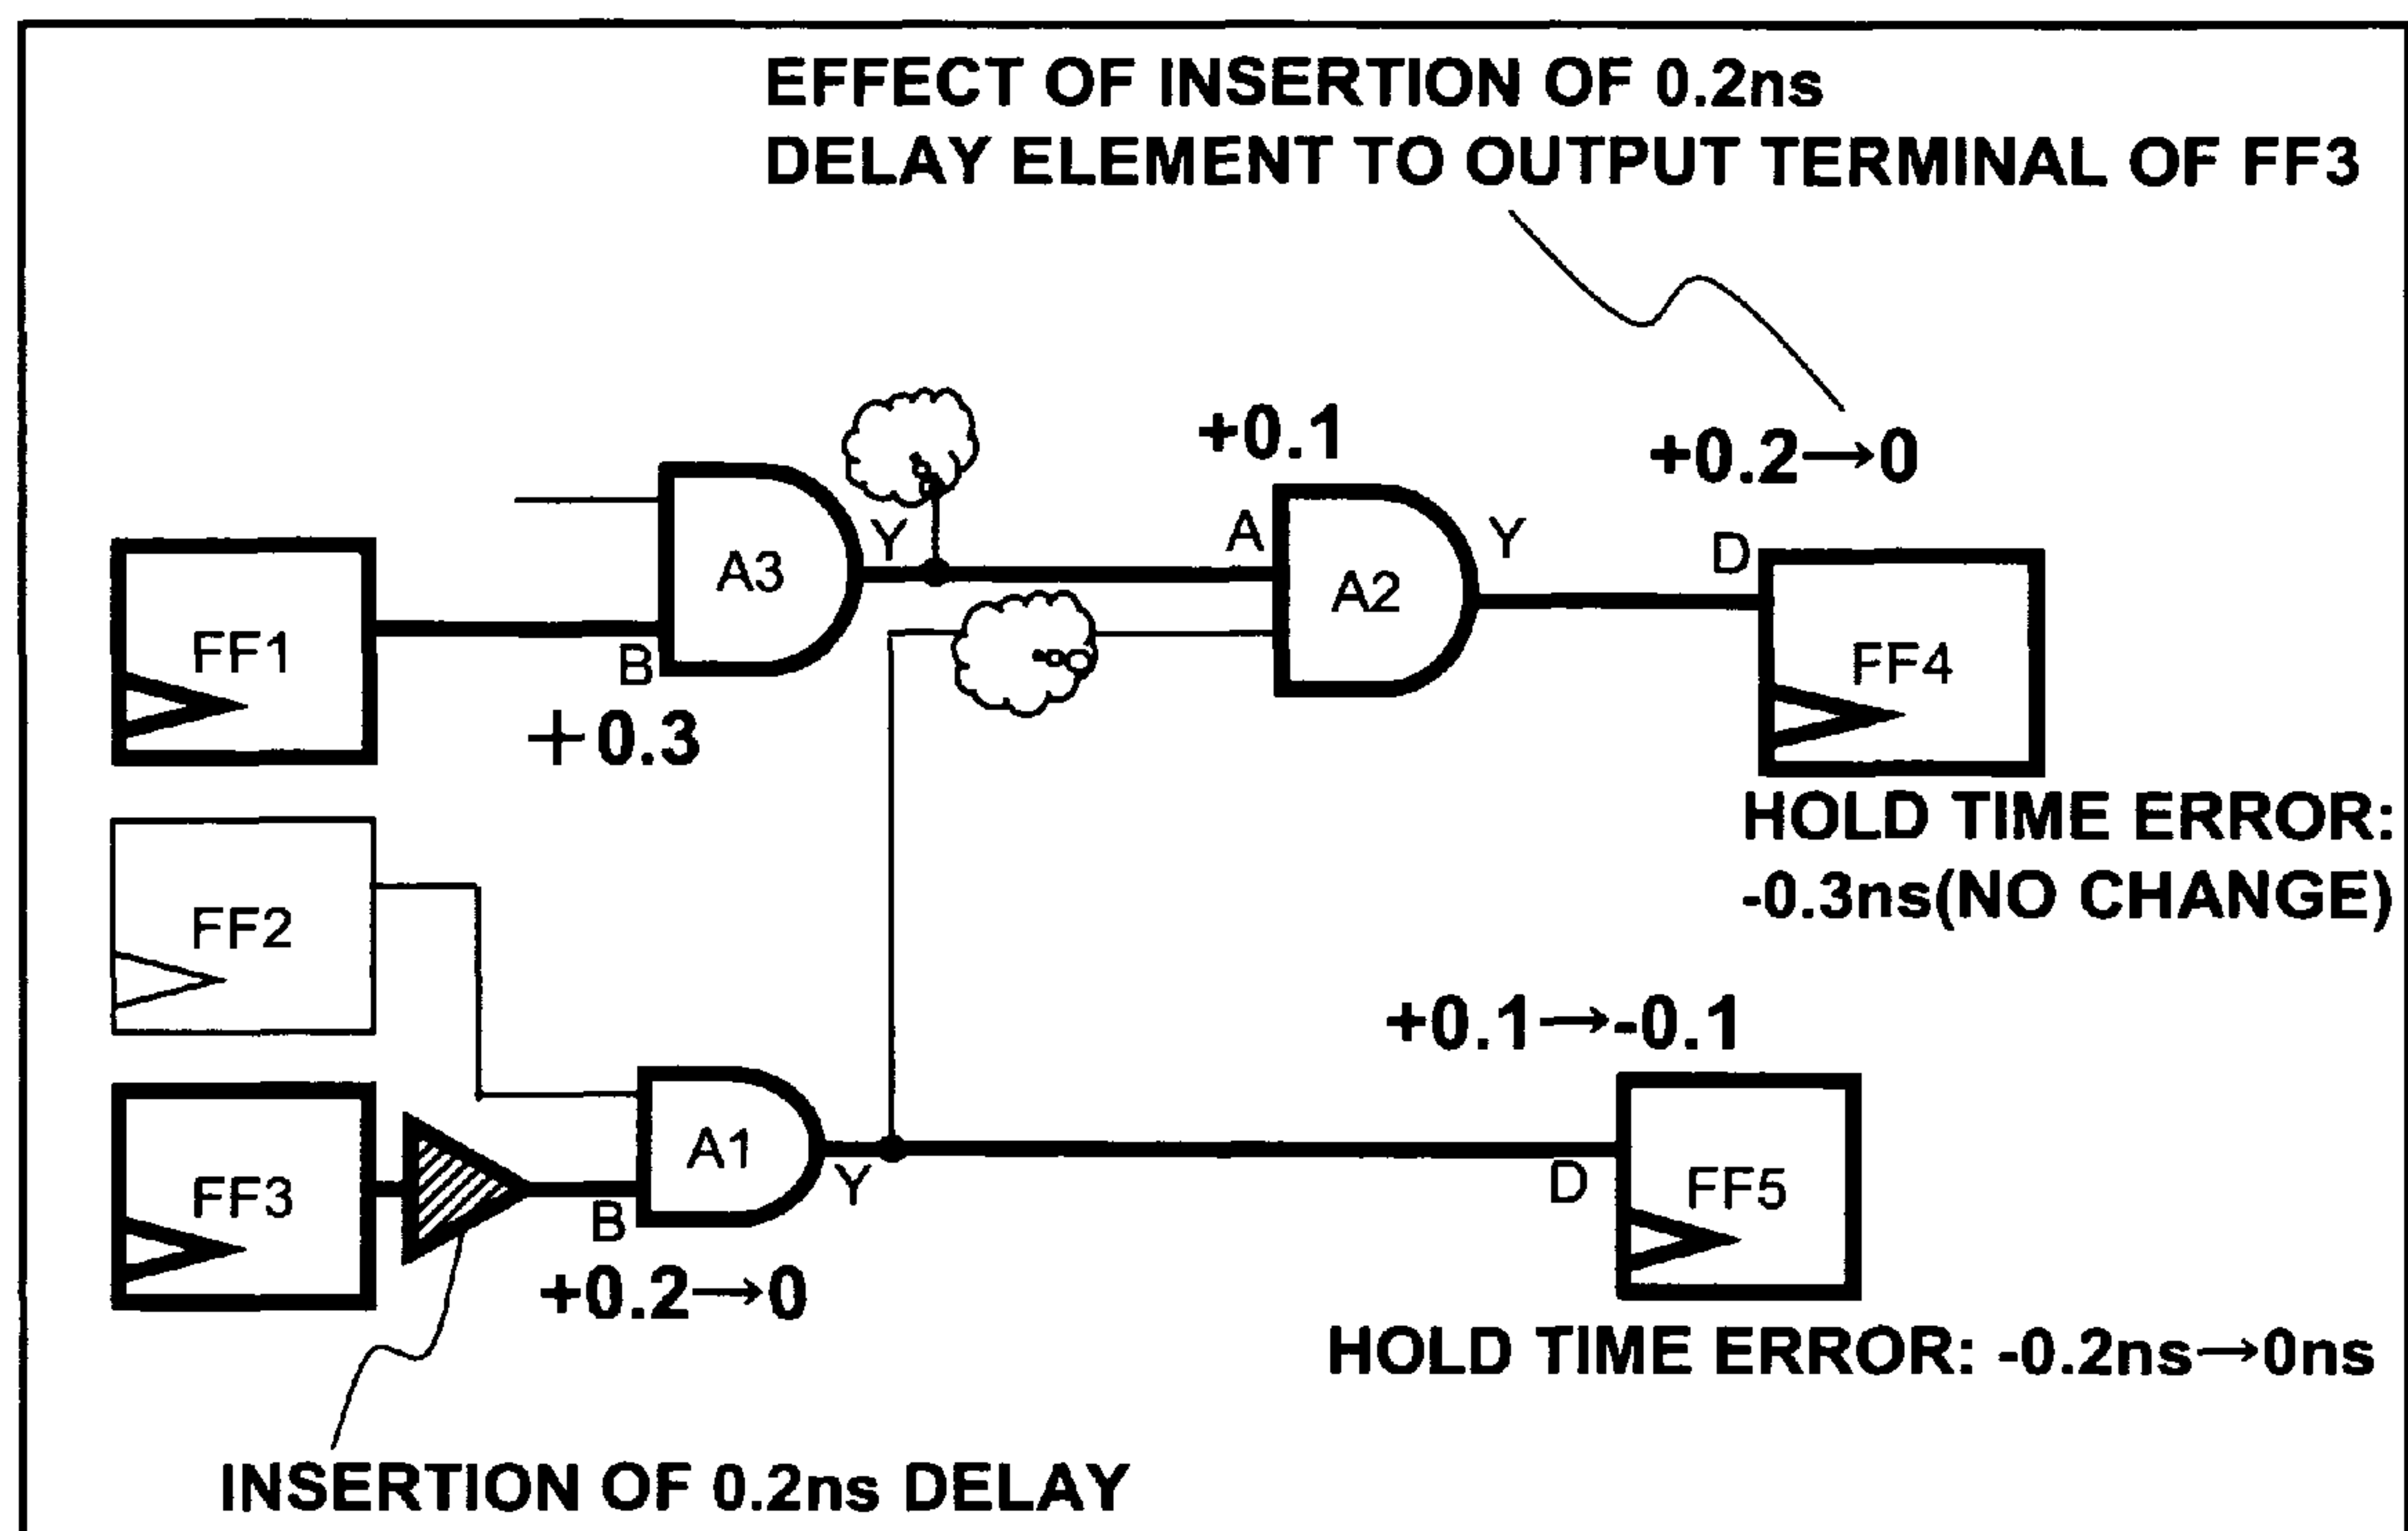 EFFECT OF INSERTION OF 0.2ns
DELAY ELEMENT TO OUTPUT TERMINAL OF FF3
+0.1
+0.2→0
A3
Y
A
A2
Y
D
FF1
B
FF4
+0.3
HOLD TIME ERROR:
-0.3ns(NO CHANGE)
FF2
+0.1→-0.1
A1
Y
FF3
B
D
FF5
+0.2→0
HOLD TIME ERROR: -0.2ns→0ns
INSERTION OF 0.2ns DELAY